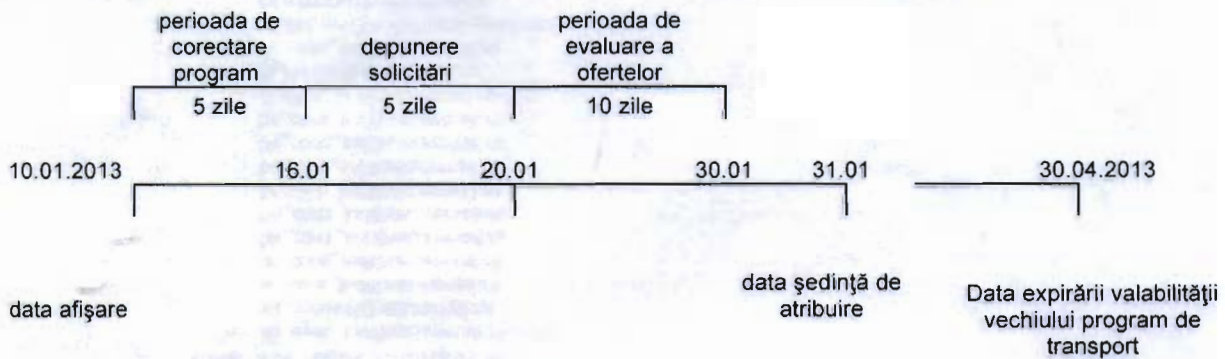 perioada de
corectare
program
depunere
solicitări
perioada de
evaluare a
ofertelor
5 zile
5 zile
10 zile
10.01.2013
16.01
20.01
30.01
31.01
30.04.2013
data afişare
data şedinţă de
atribuire
Data expirării valabilităţii
vechiului program de
transport